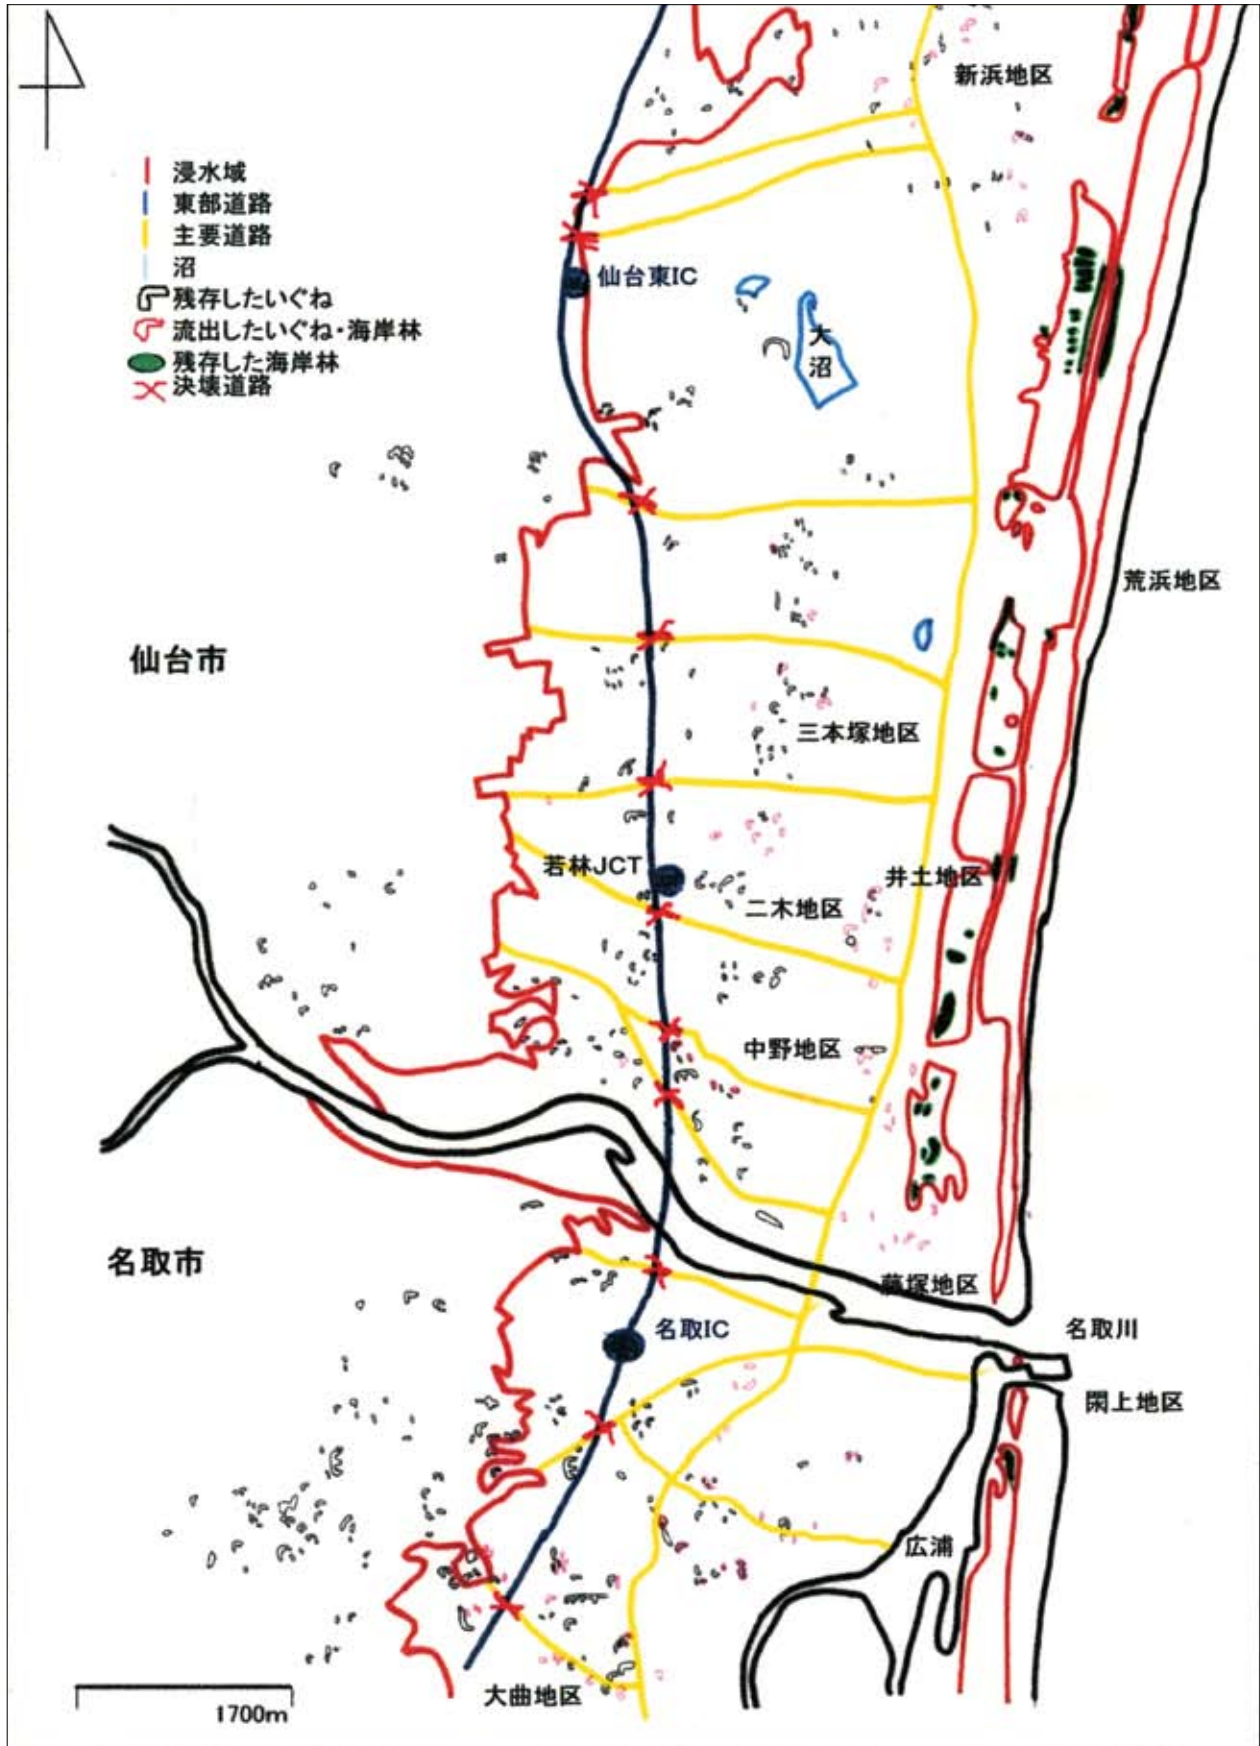 新浜地区
浸水域
東部道路
主要道路
沼
残存したいぐね
流出したいぐね・海岸林
残存した海岸林
決壊道路
仙台東IC
大
沼
荒浜地区
仙台市
三本塚地区
若林JCT
井土地区
二木地区
中野地区
名取市
藤塚地区
名取IC
名取川
閖上地区
広浦
大曲地区
1700m